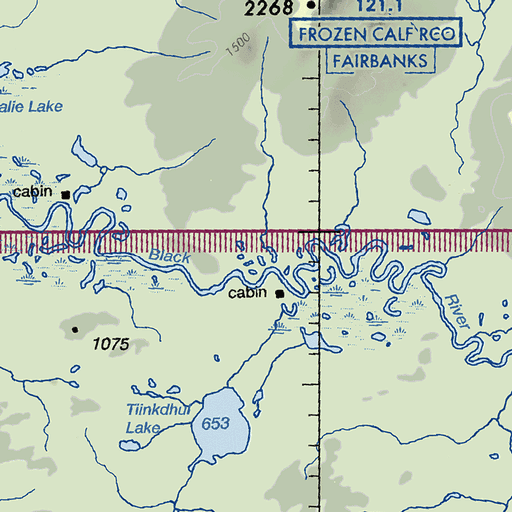 2268
121.1
FROZEN CALF RCO
FAIRBANKS
1500
alie Lake
cabin
Black
cabin
River
1075
Tiinkdhul
Lake
653